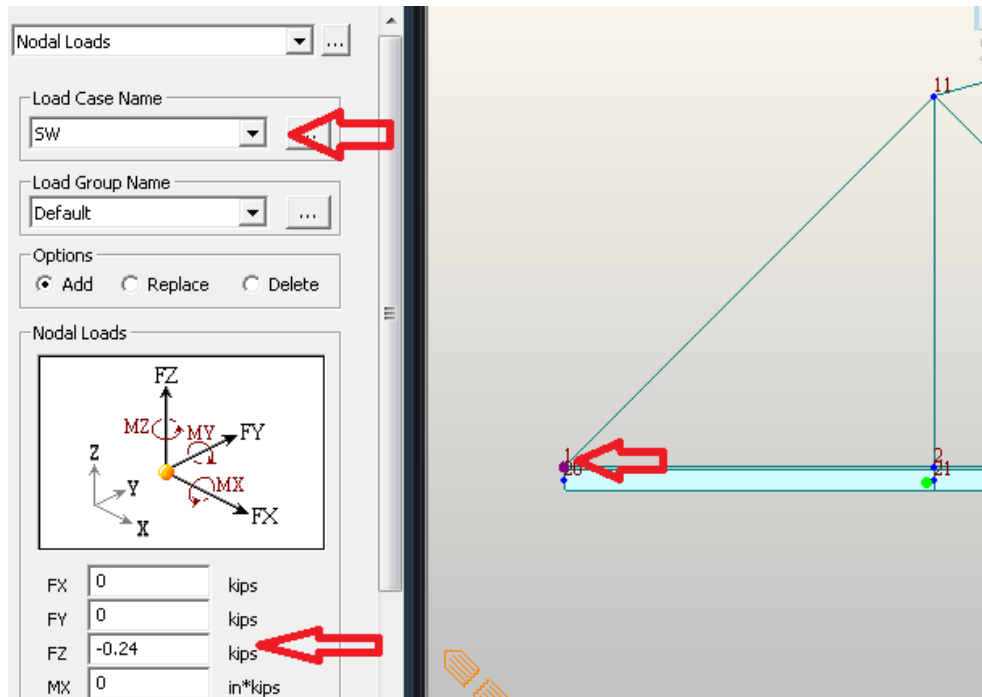 Nodal Loads
...
Load Case Name
SW
Load Group Name
Default
...
Options
Add Replace Delete
Nodal Loads
FZ
MZ MY FY
Z
Y MX
X FX
FX 0 kips
FY 0 kips
FZ -0.24 kips
MX 0 in*kips
11
1 2
20 21